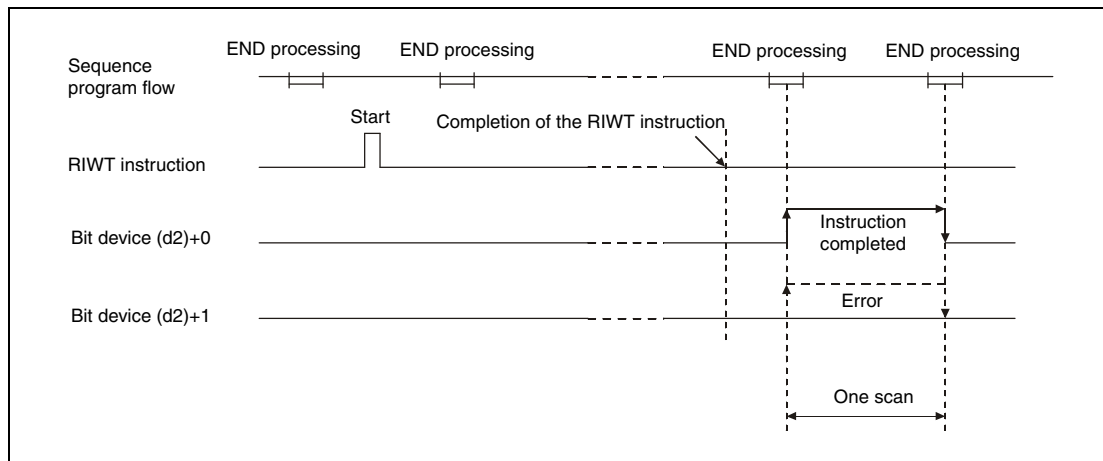 END processing
END processing
END processing
END processing
Sequence
program flow
Start
Completion of the RIWT instruction
RIWT instruction
Bit device (d2)+0
Instruction
completed
Error
Bit device (d2)+1
One scan